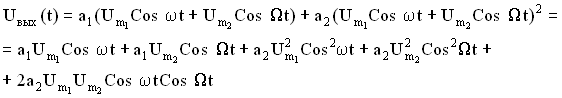 Uвых(t) = a₁(Uₘ₁Cos ωt + Uₘ₂Cos Ωt) + a₂(Uₘ₁Cos ωt + Uₘ₂Cos Ωt)² =
= a₁Uₘ₁Cos ωt + a₁Uₘ₂Cos Ωt + a₂U²ₘ₁Cos²ωt + a₂U²ₘ₂Cos²Ωt +
+ 2a₂Uₘ₁Uₘ₂Cos ωtCos Ωt